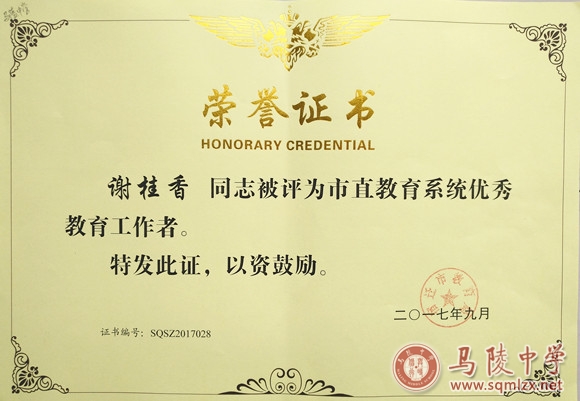 荣誉证书
HONORARY CREDENTIAL
谢桂香 同志被评为市直教育系统优秀
教育工作者。
特发此证，以资鼓励。
二〇一七年九月
证书编号：SQSZ2017028
马陵中学
www.sqmlzx.net